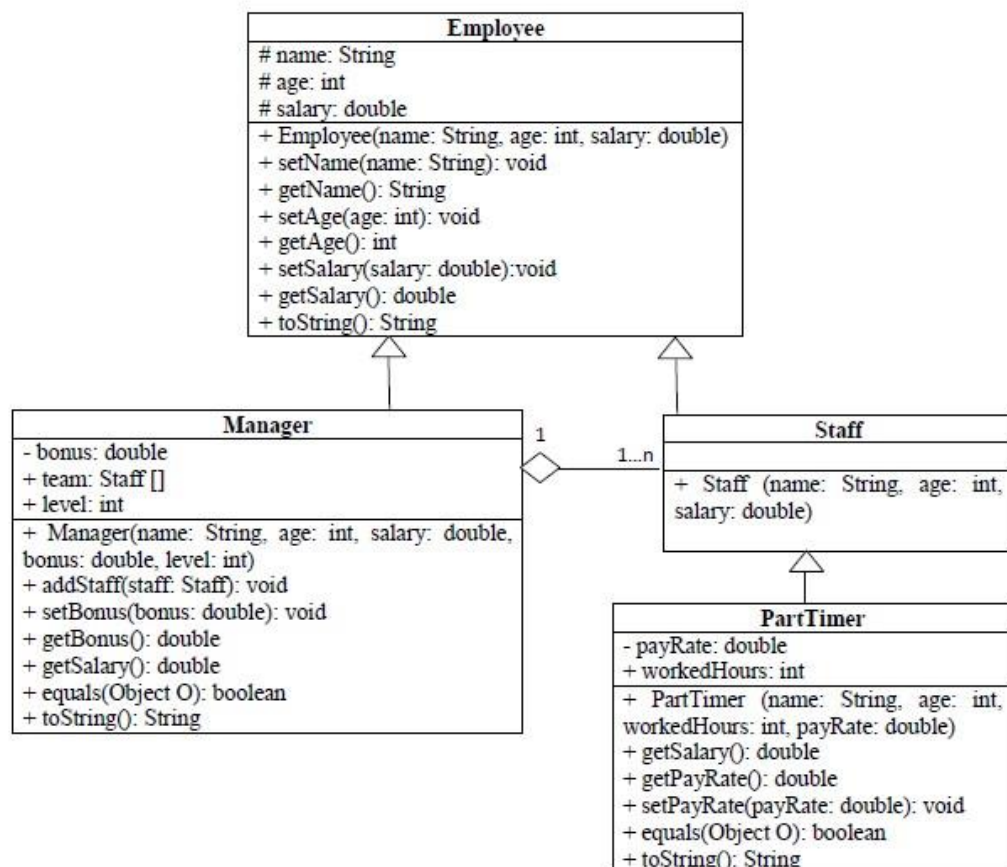 Employee
# name: String
# age: int
# salary: double
+ Employee(name: String, age: int, salary: double)
+ setName(name: String): void
+ getName(): String
+ setAge(age: int): void
+ getAge(): int
+ setSalary(salary: double):void
+ getSalary(): double
+ toString(): String
Manager
- bonus: double
+ team: Staff []
+ level: int
+ Manager(name: String, age: int, salary: double,
bonus: double, level: int)
+ addStaff(staff: Staff): void
+ setBonus(bonus: double): void
+ getBonus(): double
+ getSalary(): double
+ equals(Object O): boolean
+ toString(): String
1
1...n
Staff
+ Staff (name: String, age: int,
salary: double)
PartTimer
- payRate: double
+ workedHours: int
+ PartTimer (name: String, age: int,
workedHours: int, payRate: double)
+ getSalary(): double
+ getPayRate(): double
+ setPayRate(payRate: double): void
+ equals(Object O): boolean
+ toString(): String